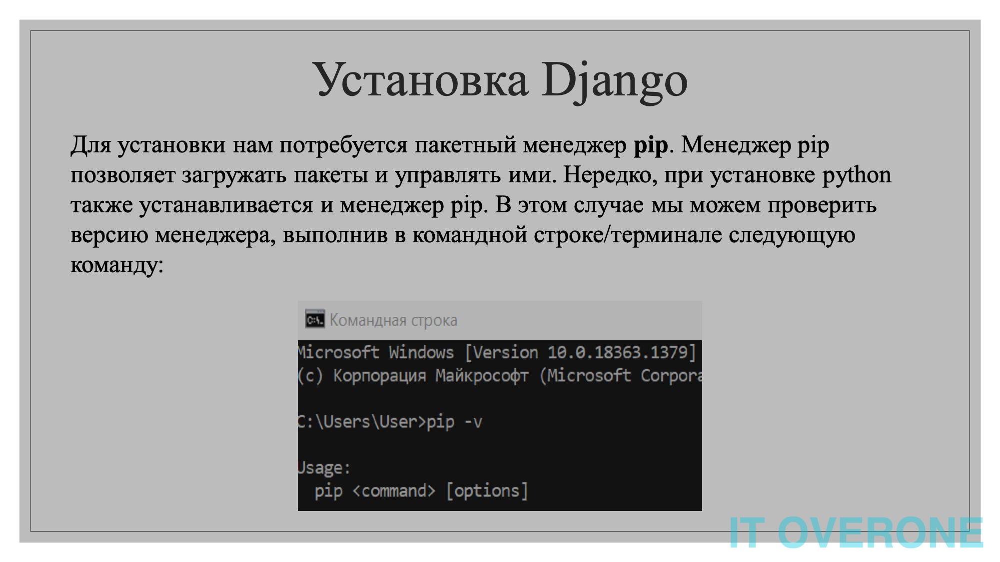 Установка Django
Для установки нам потребуется пакетный менеджер pip. Менеджер pip
позволяет загружать пакеты и управлять ими. Нередко, при установке python
также устанавливается и менеджер pip. В этом случае мы можем проверить
версию менеджера, выполнив в командной строке/терминале следующую
команду:
C:\. Командная строка
Microsoft Windows [Version 10.0.18363.1379]
(c) Корпорация Майкрософт (Microsoft Corpora
C:\Users\User>pip -v
Usage:
pip <command> [options]
IT OVERONE